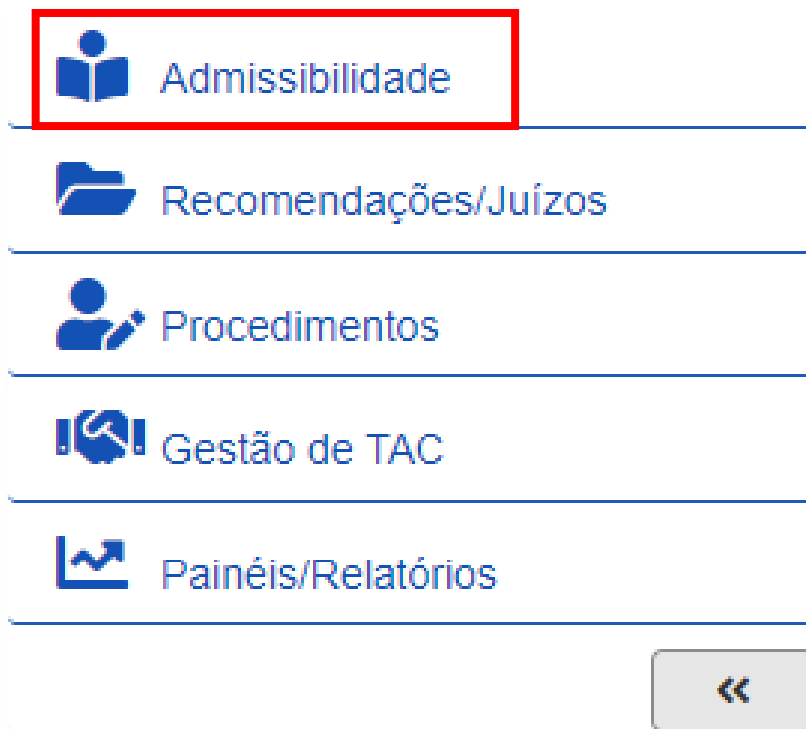 Admissibilidade
Recomendações/Juízos
Procedimentos
Gestão de TAC
Painéis/Relatórios
«